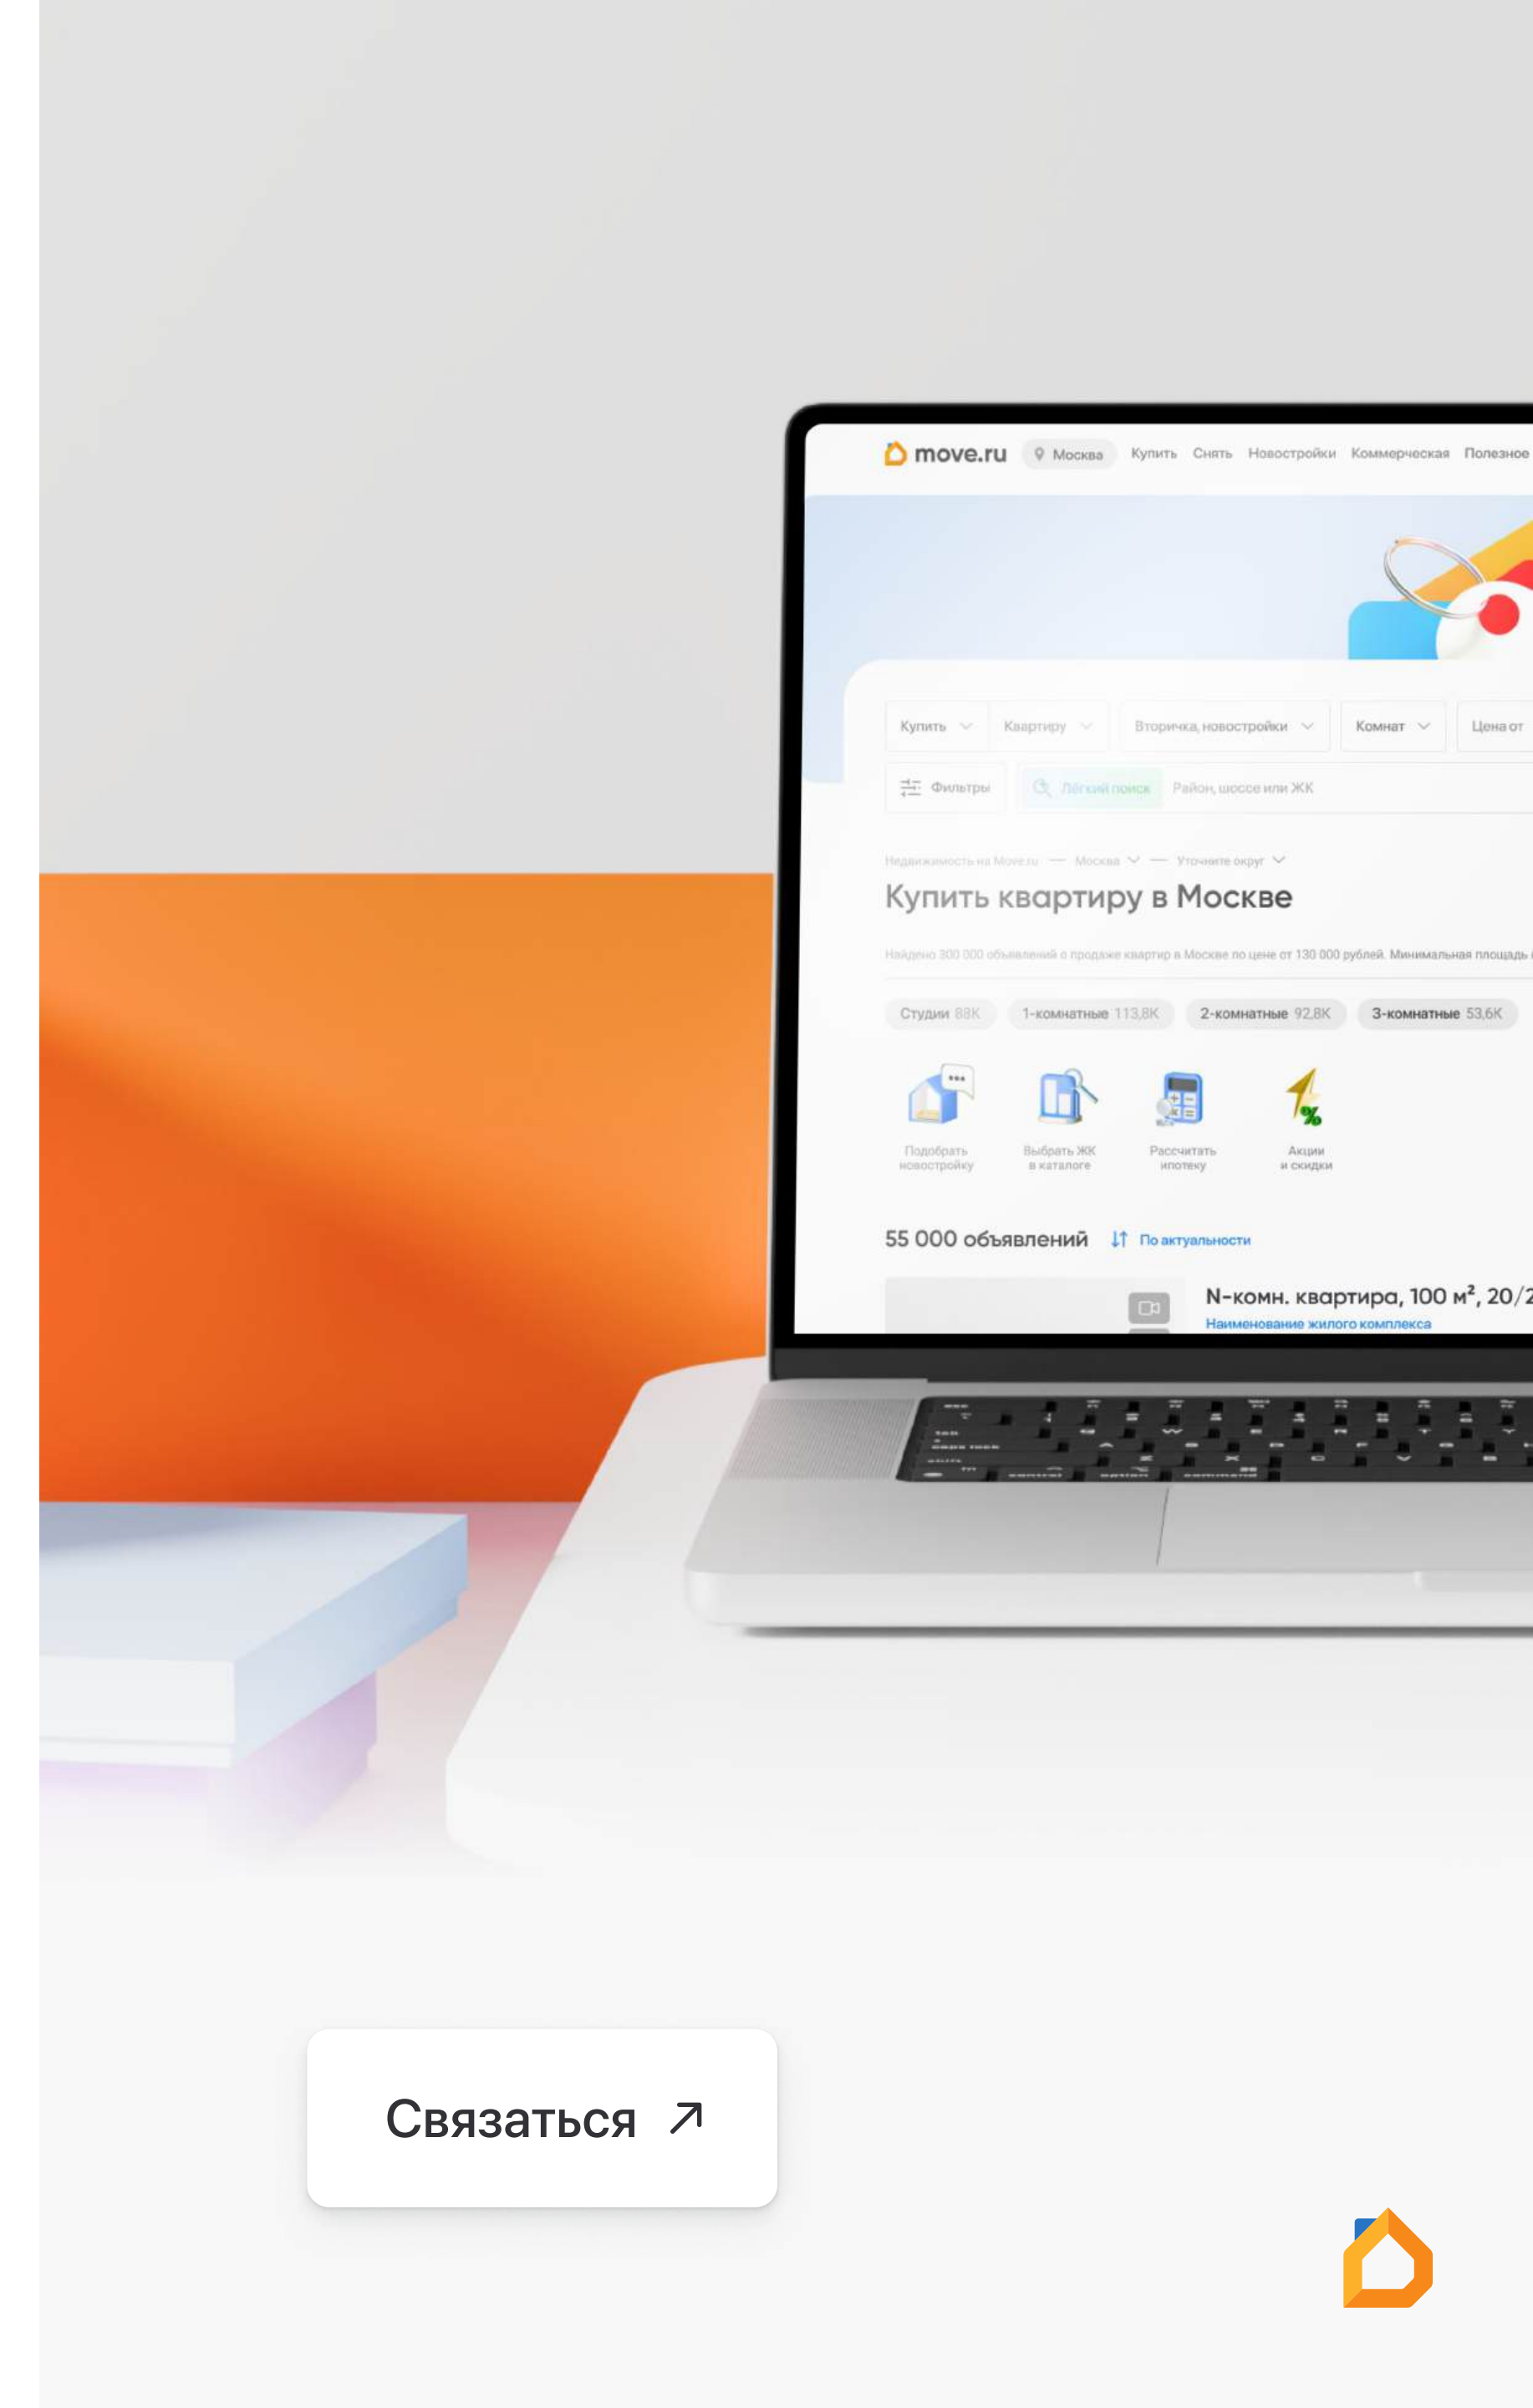 move.ru Москва Купить Снять Новостройки Коммерческая Полезное
Купить Квартиру Вторичка, новостройки Комнат Цена от
Фильтры Лёгкий поиск Район, шоссе или ЖК
Недвижимость на Move.ru — Москва — Уточните округ
Купить квартиру в Москве
Найдено 300 000 объявлений о продаже квартир в Москве по цене от 130 000 рублей. Минимальная площадь
Студии 88K 1-комнатные 113,8K 2-комнатные 92,8K 3-комнатные 53,6K
Подобрать новостройку
Выбрать ЖК в каталоге
Рассчитать ипотеку
Акции и скидки
55 000 объявлений По актуальности
N-комн. квартира, 100 м², 20/2
Наименование жилого комплекса
Связаться